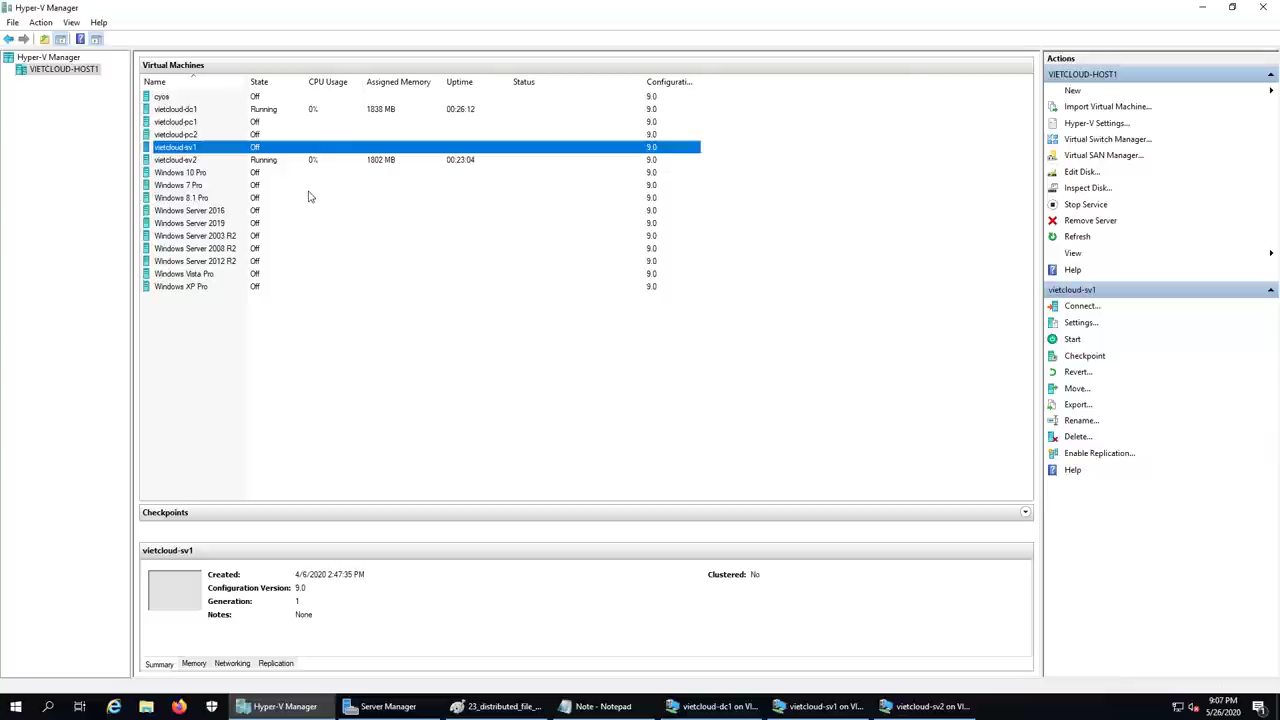 Hyper-V Manager
File Action View Help
Hyper-V Manager
VIETCLOUD-HOST1
Virtual Machines
Name State CPU Usage Assigned Memory Uptime Status Configurati...
cyos Off 9.0
vietcloud-dc1 Running 0% 1838 MB 00:26:12 9.0
vietcloud-pc1 Off 9.0
vietcloud-pc2 Off 9.0
vietcloud-sv1 Off 9.0
vietcloud-sv2 Running 0% 1802 MB 00:23:04 9.0
Windows 10 Pro Off 9.0
Windows 7 Pro Off 9.0
Windows 8.1 Pro Off 9.0
Windows Server 2016 Off 9.0
Windows Server 2019 Off 9.0
Windows Server 2003 R2 Off 9.0
Windows Server 2008 R2 Off 9.0
Windows Server 2012 R2 Off 9.0
Windows Vista Pro Off 9.0
Windows XP Pro Off 9.0
Checkpoints
vietcloud-sv1
Created: 4/6/2020 2:47:35 PM Clustered: No
Configuration Version: 9.0
Generation: 1
Notes: None
Summary Memory Networking Replication
Actions
VIETCLOUD-HOST1
New
Import Virtual Machine...
Hyper-V Settings...
Virtual Switch Manager...
Virtual SAN Manager...
Edit Disk...
Inspect Disk...
Stop Service
Remove Server
Refresh
View
Help
vietcloud-sv1
Connect...
Settings...
Start
Checkpoint
Revert...
Move...
Export...
Rename...
Delete...
Enable Replication...
Help
Hyper-V Manager Server Manager 23_distributed_file_... Note - Notepad vietcloud-dc1 on VI... vietcloud-sv1 on VI... vietcloud-sv2 on VI...
9:07 PM
5/26/2020